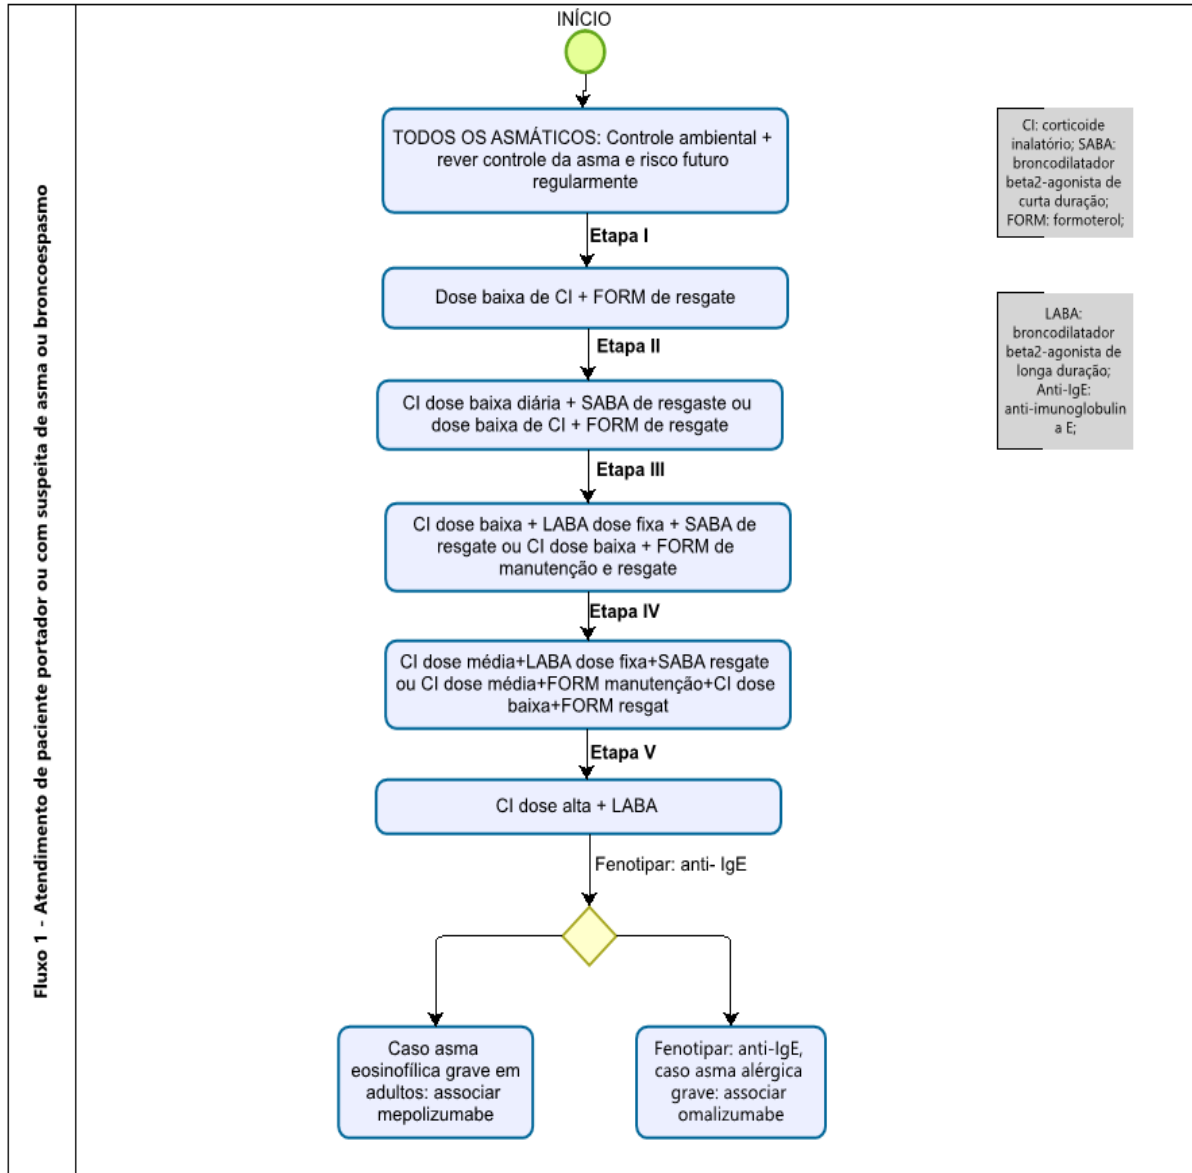 INÍCIO
TODOS OS ASMÁTICOS: Controle ambiental +
rever controle da asma e risco futuro
regularmente
Etapa I
Dose baixa de CI + FORM de resgate
Etapa II
CI dose baixa diária + SABA de resgaste ou
dose baixa de CI + FORM de resgate
Etapa III
CI dose baixa + LABA dose fixa + SABA de
resgate ou CI dose baixa + FORM de
manutenção e resgate
Etapa IV
CI dose média+LABA dose fixa+SABA resgate
ou CI dose média+FORM manutenção+CI dose
baixa+FORM resgat
Etapa V
CI dose alta + LABA
Fenotipar: anti- IgE
Caso asma
eosinofílica grave em
adultos: associar
mepolizumabe
Fenotipar: anti-IgE,
caso asma alérgica
grave: associar
omalizumabe
CI: corticoide
inalatório; SABA:
broncodilatador
beta2-agonista de
curta duração;
FORM: formoterol;
LABA:
broncodilatador
beta2-agonista de
longa duração;
Anti-IgE:
anti-imunoglobulin
a E;
Fluxo 1 - Atendimento de paciente portador ou com suspeita de asma ou broncoespasmo